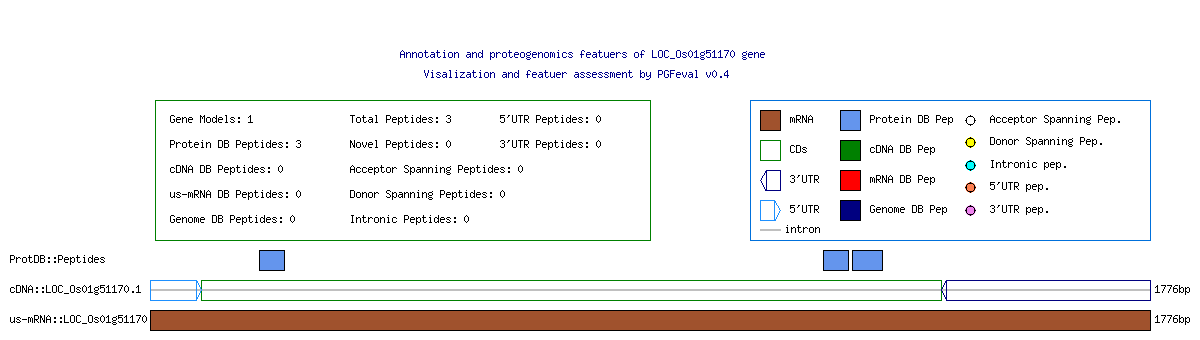 Annotation and proteogenomics featuers of LOC_Os01g51170 gene
Visalization and featuer assessment by PGFeval v0.4
Gene Models: 1 Total Peptides: 3 5'UTR Peptides: 0
Protein DB Peptides: 3 Novel Peptides: 0 3'UTR Peptides: 0
cDNA DB Peptides: 0 Acceptor Spanning Peptides: 0
us-mRNA DB Peptides: 0 Donor Spanning Peptides: 0
Genome DB Peptides: 0 Intronic Peptides: 0
mRNA Protein DB Pep Acceptor Spanning Pep.
CDs cDNA DB Pep Donor Spanning Pep.
3'UTR mRNA DB Pep Intronic pep.
5'UTR Genome DB Pep 5'UTR pep.
intron 3'UTR pep.
ProtDB::Peptides
cDNA::LOC_Os01g51170.1 1776bp
us-mRNA::LOC_Os01g51170 1776bp